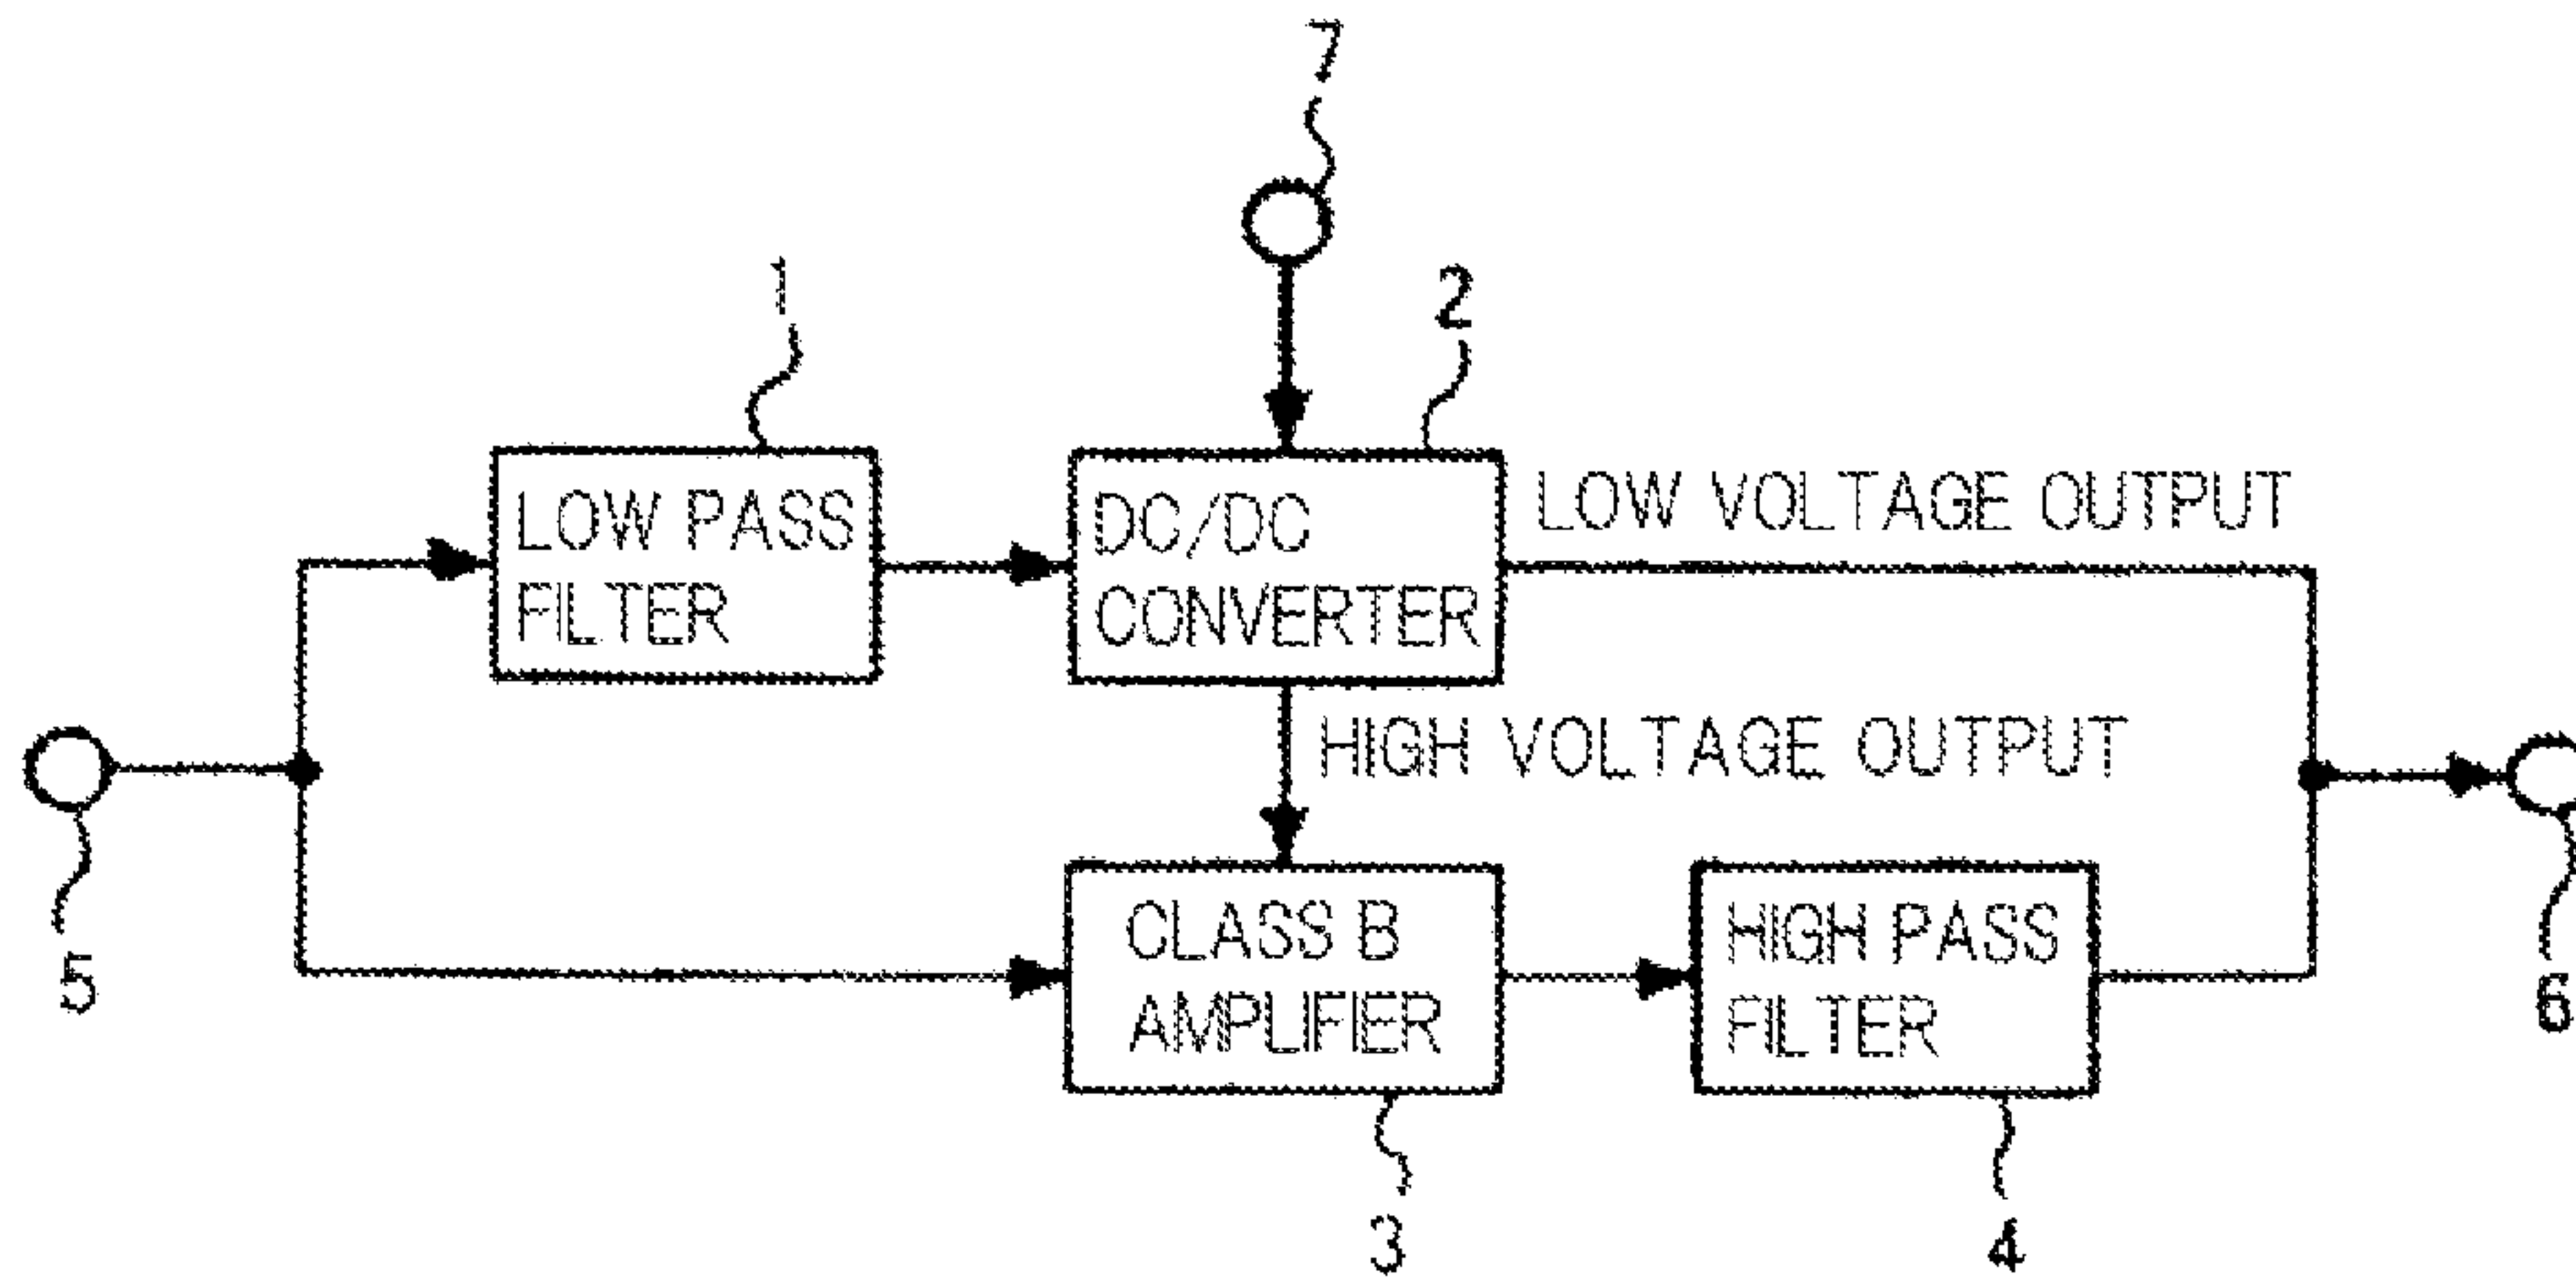 7
1
2
LOW PASS
FILTER
DC/DC
CONVERTER
LOW VOLTAGE OUTPUT
HIGH VOLTAGE OUTPUT
5
6
CLASS B
AMPLIFIER
HIGH PASS
FILTER
3
4